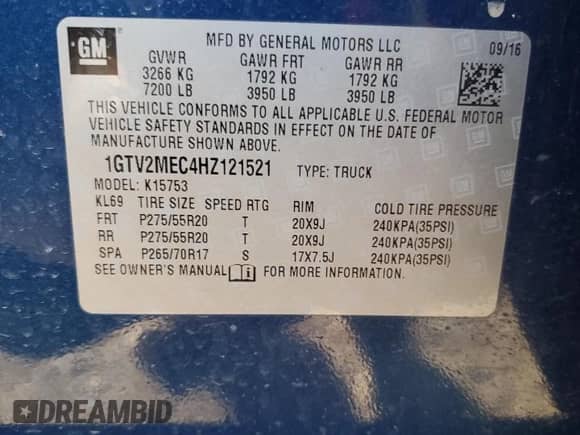 GM
MFD BY GENERAL MOTORS LLC 09/16
GVWR GAWR FRT GAWR RR
3266 KG 1792 KG 1792 KG
7200 LB 3950 LB 3950 LB
THIS VEHICLE CONFORMS TO ALL APPLICABLE U.S. FEDERAL MOTOR
VEHICLE SAFETY STANDARDS IN EFFECT ON THE DATE OF
MANUFACTURE SHOWN ABOVE.
1GTV2MEC4HZ121521 TYPE: TRUCK
MODEL: K15753
KL69 TIRE SIZE SPEED RTG RIM COLD TIRE PRESSURE
FRT P275/55R20 T 20X9J 240KPA(35PSI)
RR P275/55R20 T 20X9J 240KPA(35PSI)
SPA P265/70R17 S 17X7.5J 240KPA(35PSI)
SEE OWNER'S MANUAL FOR MORE INFORMATION.
DREAMBID